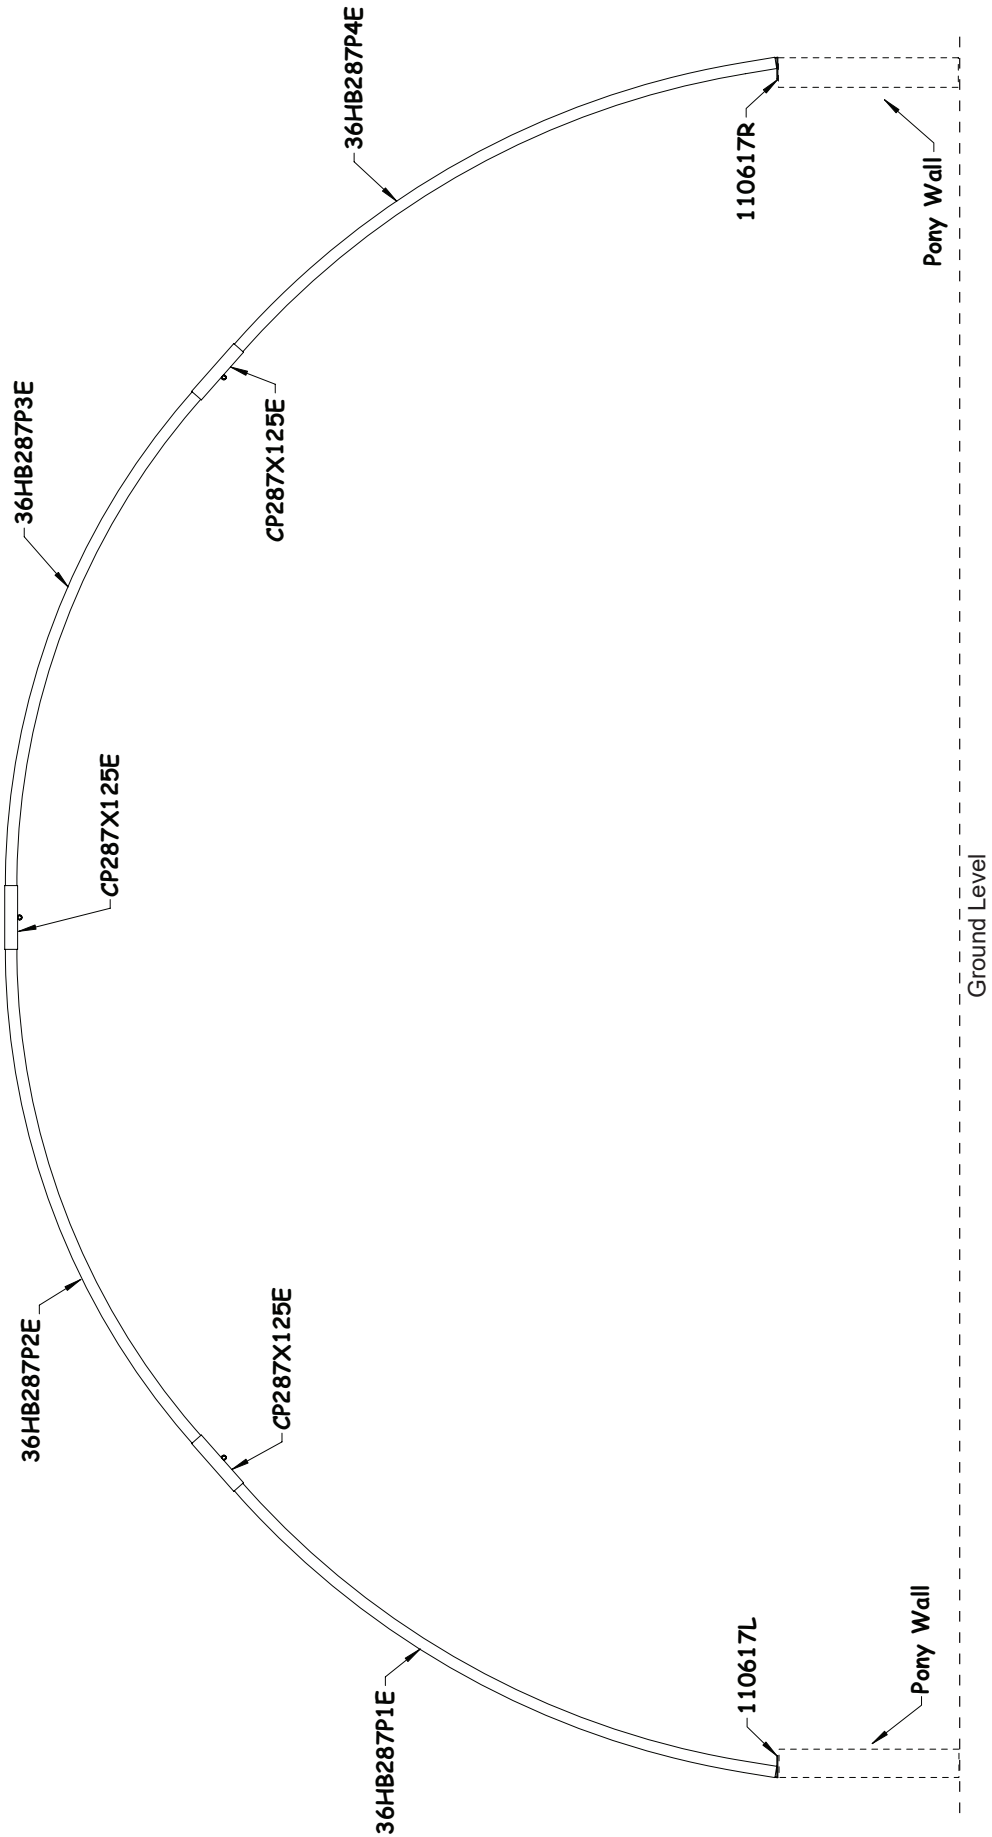 36HB287P1E
36HB287P2E
36HB287P3E
36HB287P4E
CP287X125E
CP287X125E
CP287X125E
110617L
110617R
Pony Wall
Pony Wall
Ground Level